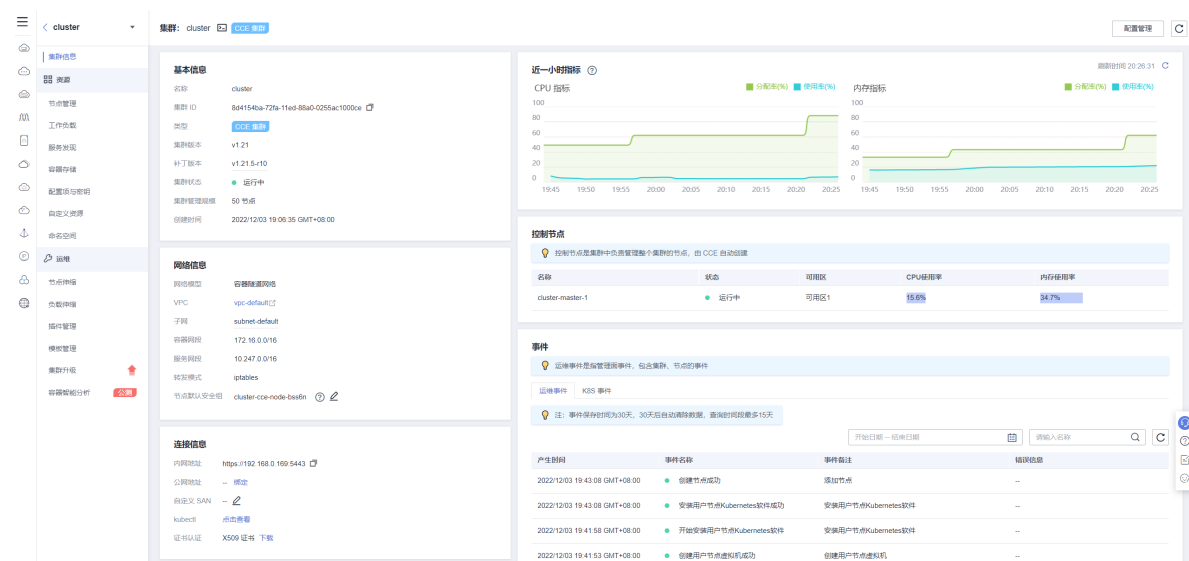 cluster
集群: cluster CCE 集群
配置管理
集群信息
资源
节点管理
工作负载
服务发现
容器存储
配置项与密钥
自定义资源
命名空间
运维
节点伸缩
负载伸缩
插件管理
模板管理
集群升级
容器智能分析 公测
基本信息
名称 cluster
集群 ID 8d4154ba-72fa-11ed-88a0-0255ac1000ce
类型 CCE 集群
集群版本 v1.21
补丁版本 v1.21.5-r10
集群状态 运行中
集群管理规模 50 节点
创建时间 2022/12/03 19:06:35 GMT+08:00
网络信息
网络模型 容器隧道网络
VPC vpc-default
子网 subnet-default
容器网段 172.16.0.0/16
服务网段 10.247.0.0/16
转发模式 iptables
节点默认安全组 cluster-cce-node-bss6n
连接信息
内网地址 https://192.168.0.169:5443
公网地址 -- 绑定
自定义 SAN --
kubectl 点击查看
证书认证 X509 证书 下载
近一小时指标 刷新时间 20:26:31
CPU 指标 分配率(%) 使用率(%)
100
80
60
40
20
0
19:45 19:50 19:55 20:00 20:05 20:10 20:15 20:20 20:25
内存指标 分配率(%) 使用率(%)
100
80
60
40
20
0
19:45 19:50 19:55 20:00 20:05 20:10 20:15 20:20 20:25
控制节点
控制节点是集群中负责管理整个集群的节点，由 CCE 自动创建
名称 状态 可用区 CPU使用率 内存使用率
cluster-master-1 运行中 可用区1 15.6% 34.7%
事件
运维事件是指管理面事件，包含集群、节点的事件
运维事件 K8S 事件
注：事件保存时间为30天，30天后自动清除数据，查询时间段最多15天
开始日期 – 结束日期 请输入名称
产生时间 事件名称 事件备注 错误信息
2022/12/03 19:43:08 GMT+08:00 创建节点成功 添加节点 --
2022/12/03 19:43:08 GMT+08:00 安装用户节点Kubernetes软件成功 安装用户节点Kubernetes软件 --
2022/12/03 19:41:58 GMT+08:00 开始安装用户节点Kubernetes软件 安装用户节点Kubernetes软件 --
2022/12/03 19:41:53 GMT+08:00 创建用户节点虚拟机成功 创建用户节点虚拟机 --